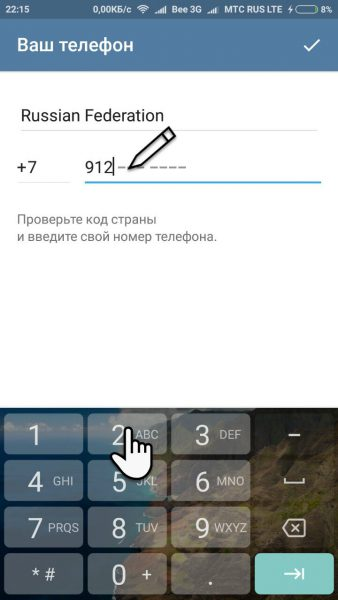 22:15 0,00КБ/с Bee 3G МТС RUS LTE 8%
Ваш телефон
Russian Federation
+7 912
Проверьте код страны
и введите свой номер телефона.
1 2 ABC 3 DEF –
4 GHI 5 JKL 6 MNO
7 PRQS 8 TUV 9 WXYZ
* # 0 + .